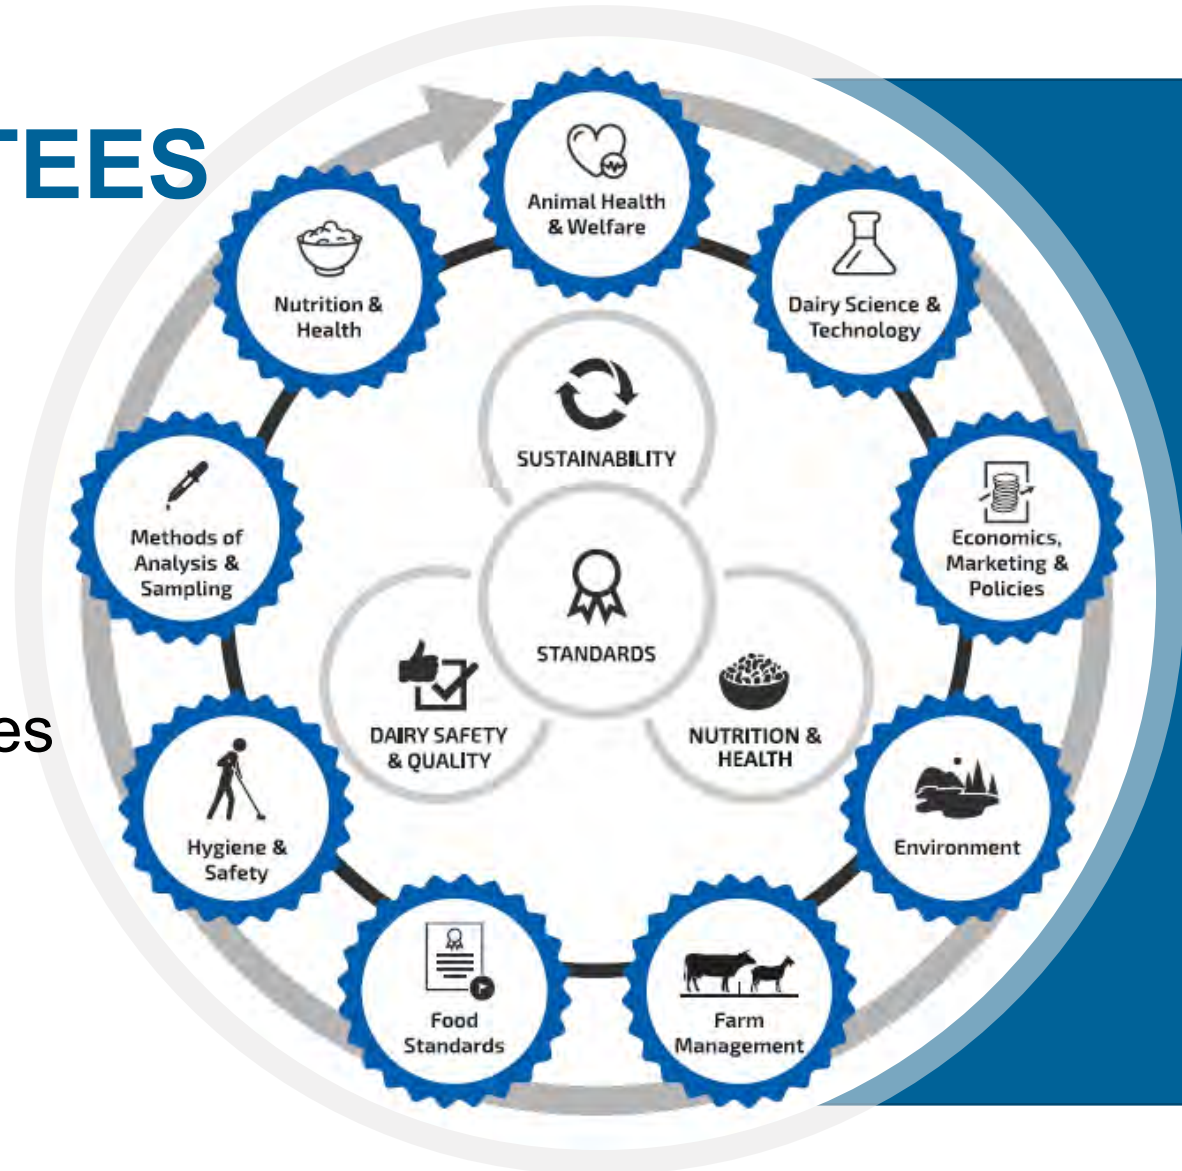 TEES
es
Animal Health
& Welfare
Dairy Science &
Technology
Economics,
Marketing &
Policies
Environment
Farm
Management
Food
Standards
Hygiene &
Safety
Methods of
Analysis &
Sampling
Nutrition &
Health
SUSTAINABILITY
STANDARDS
DAIRY SAFETY
& QUALITY
NUTRITION &
HEALTH